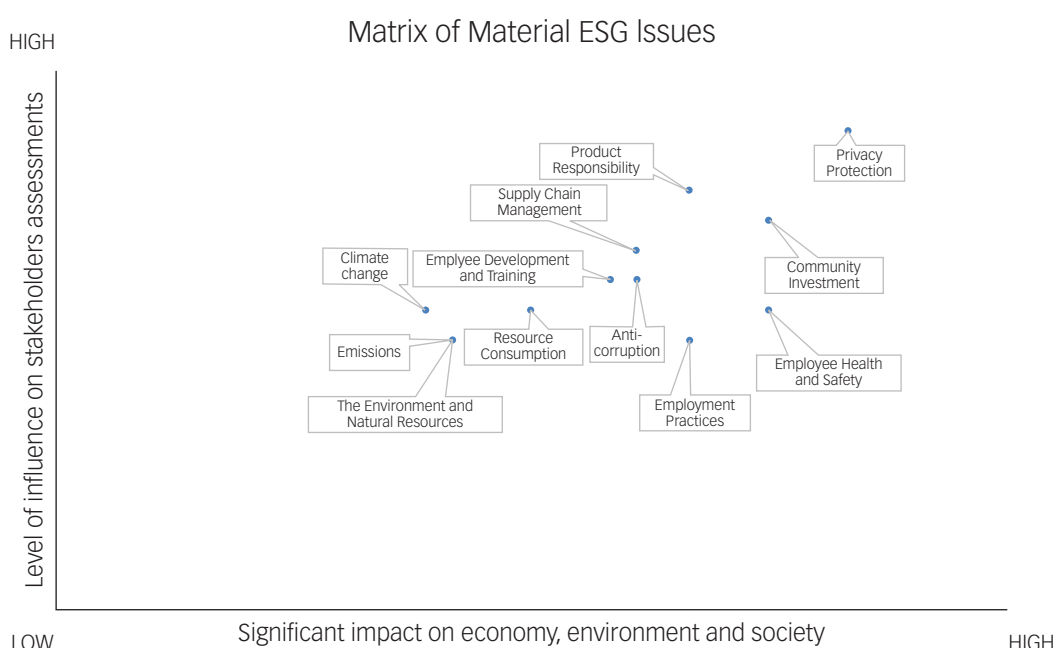 Matrix of Material ESG Issues
HIGH
Level of influence on stakeholders assessments
Privacy
Protection
Product
Responsibility
Supply Chain
Management
Climate
change
Emplyee Development
and Training
Community
Investment
Emissions
Resource
Consumption
Anti-
corruption
Employee Health
and Safety
The Environment and
Natural Resources
Employment
Practices
LOW
Significant impact on economy, environment and society
HIGH